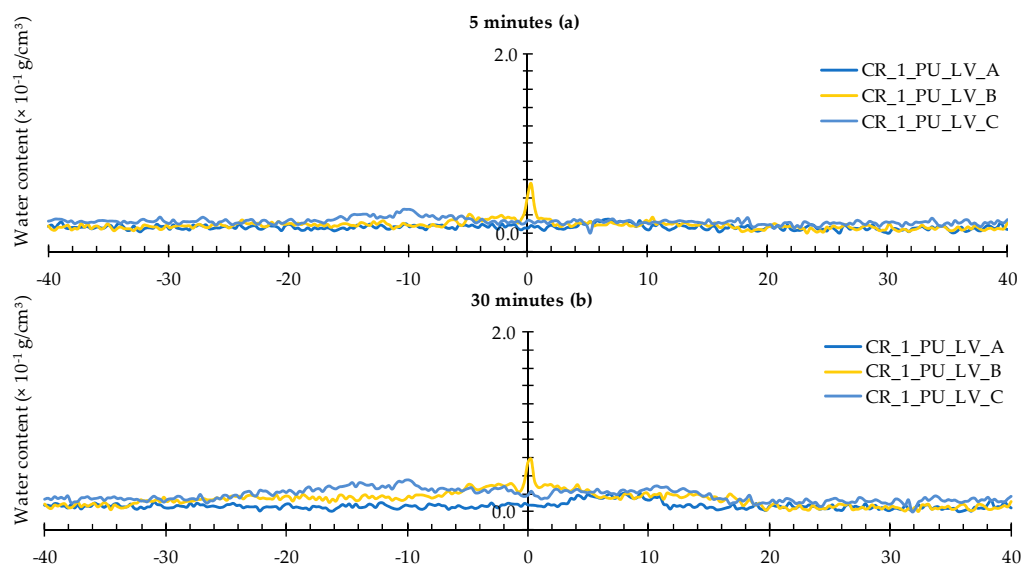 5 minutes (a)
Water content (× 10⁻¹ g/cm³)
2.0
0.0
CR_1_PU_LV_A
CR_1_PU_LV_B
CR_1_PU_LV_C
-40 -30 -20 -10 0 10 20 30 40
30 minutes (b)
Water content (× 10⁻¹ g/cm³)
2.0
0.0
CR_1_PU_LV_A
CR_1_PU_LV_B
CR_1_PU_LV_C
-40 -30 -20 -10 0 10 20 30 40